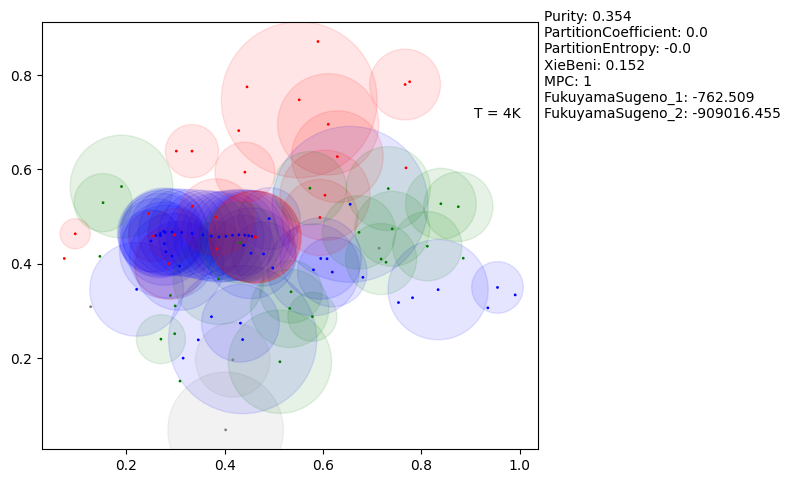 Purity: 0.354
PartitionCoefficient: 0.0
PartitionEntropy: -0.0
XieBeni: 0.152
MPC: 1
FukuyamaSugeno_1: -762.509
FukuyamaSugeno_2: -909016.455
T = 4K
0.8
0.6
0.4
0.2
0.2 0.4 0.6 0.8 1.0